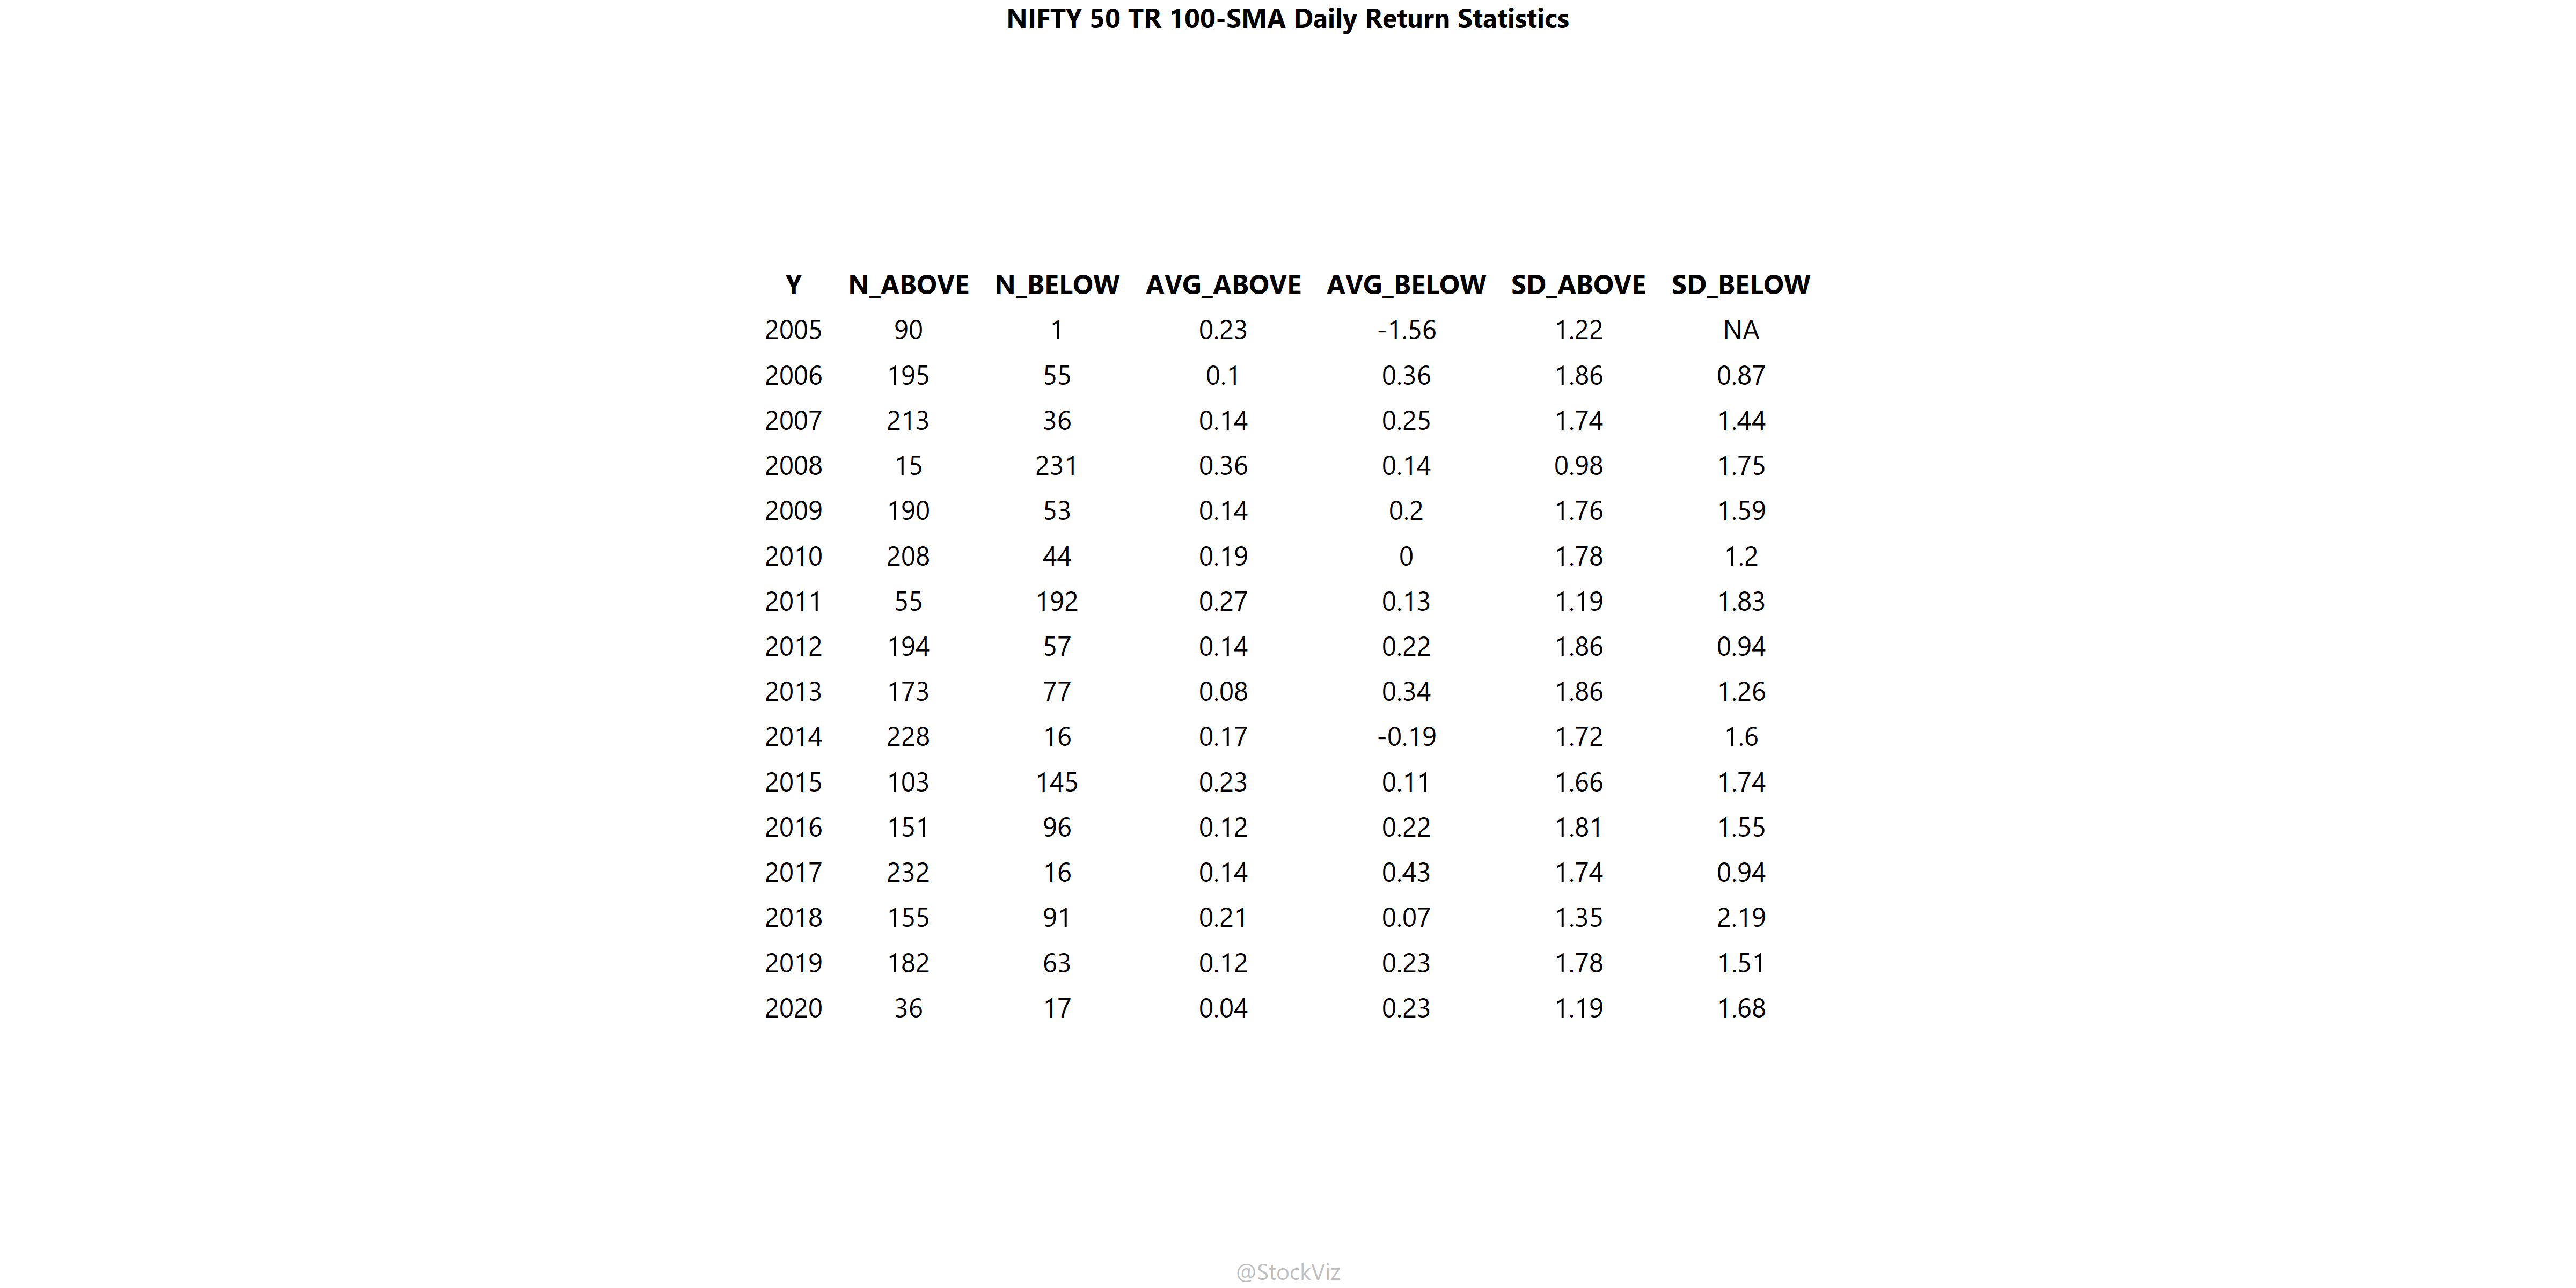 NIFTY 50 TR 100-SMA Daily Return Statistics
Y N_ABOVE N_BELOW AVG_ABOVE AVG_BELOW SD_ABOVE SD_BELOW
2005 90 1 0.23 -1.56 1.22 NA
2006 195 55 0.1 0.36 1.86 0.87
2007 213 36 0.14 0.25 1.74 1.44
2008 15 231 0.36 0.14 0.98 1.75
2009 190 53 0.14 0.2 1.76 1.59
2010 208 44 0.19 0 1.78 1.2
2011 55 192 0.27 0.13 1.19 1.83
2012 194 57 0.14 0.22 1.86 0.94
2013 173 77 0.08 0.34 1.86 1.26
2014 228 16 0.17 -0.19 1.72 1.6
2015 103 145 0.23 0.11 1.66 1.74
2016 151 96 0.12 0.22 1.81 1.55
2017 232 16 0.14 0.43 1.74 0.94
2018 155 91 0.21 0.07 1.35 2.19
2019 182 63 0.12 0.23 1.78 1.51
2020 36 17 0.04 0.23 1.19 1.68
@StockViz